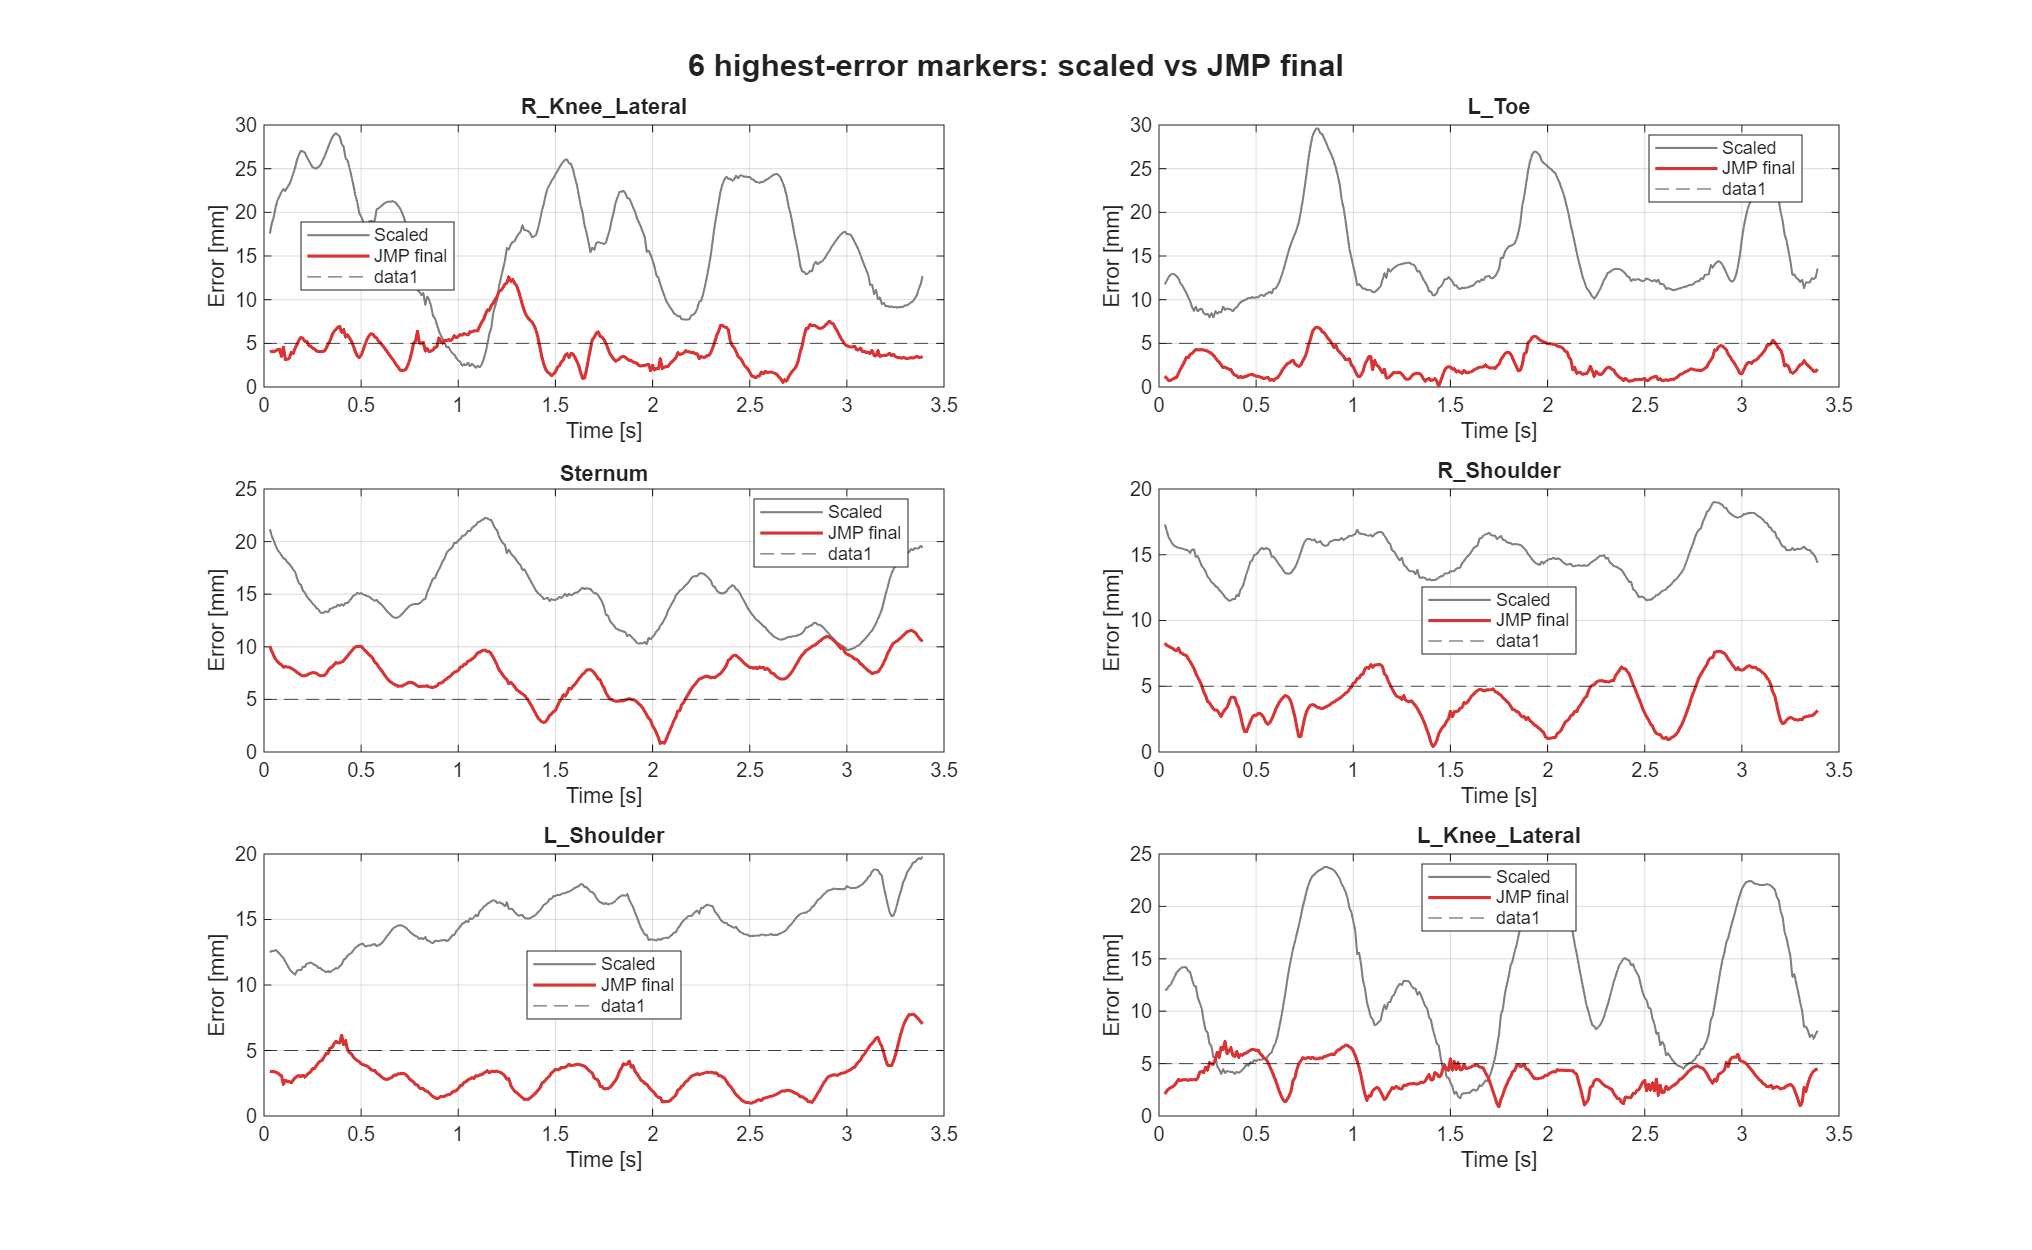 6 highest-error markers: scaled vs JMP final
R_Knee_Lateral
Error [mm]
30
25
20
15
10
5
0
Scaled
JMP final
data1
0 0.5 1 1.5 2 2.5 3 3.5
Time [s]
L_Toe
Error [mm]
30
25
20
15
10
5
0
Scaled
JMP final
data1
0 0.5 1 1.5 2 2.5 3 3.5
Time [s]
Sternum
Error [mm]
25
20
15
10
5
0
Scaled
JMP final
data1
0 0.5 1 1.5 2 2.5 3 3.5
Time [s]
R_Shoulder
Error [mm]
20
15
10
5
0
Scaled
JMP final
data1
0 0.5 1 1.5 2 2.5 3 3.5
Time [s]
L_Shoulder
Error [mm]
20
15
10
5
0
Scaled
JMP final
data1
0 0.5 1 1.5 2 2.5 3 3.5
Time [s]
L_Knee_Lateral
Error [mm]
25
20
15
10
5
0
Scaled
JMP final
data1
0 0.5 1 1.5 2 2.5 3 3.5
Time [s]